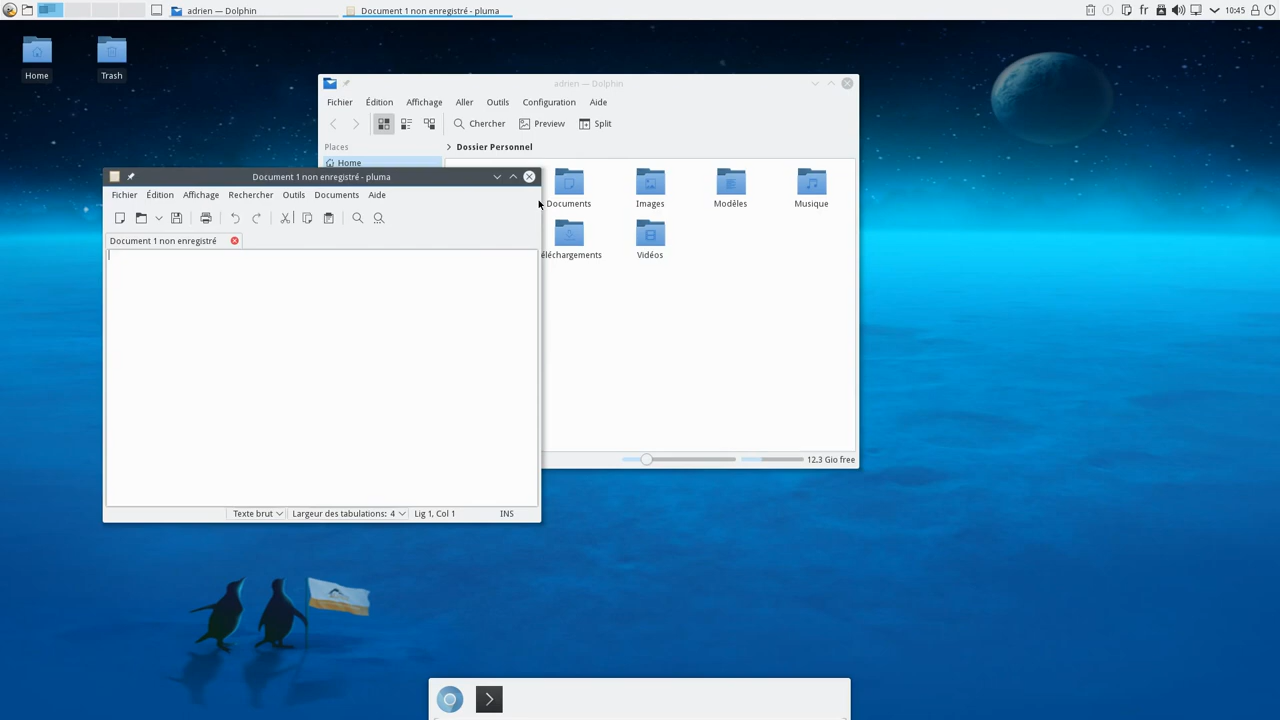 adrien — Dolphin
Document 1 non enregistré - pluma
fr
10:45
Home
Trash
adrien — Dolphin
Fichier Édition Affichage Aller Outils Configuration Aide
Chercher Preview Split
Places
Dossier Personnel
Home
Document 1 non enregistré - pluma
Fichier Édition Affichage Rechercher Outils Documents Aide
Document 1 non enregistré
Documents Images Modèles Musique
éléchargements Vidéos
12,3 Gio free
Texte brut Largeur des tabulations: 4 Lig 1, Col 1 INS